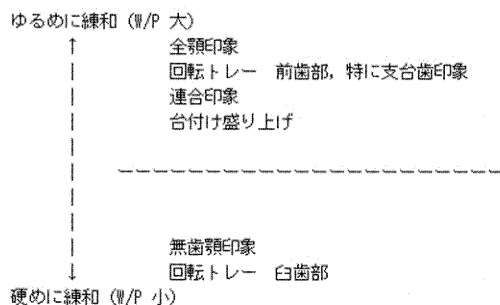 ゆるめに練和 (W/P 大)
↑ 全顎印象
回転トレー 前歯部，特に支台歯印象
連合印象
台付け盛り上げ
無歯顎印象
↓ 回転トレー 臼歯部
硬めに練和 (W/P 小)